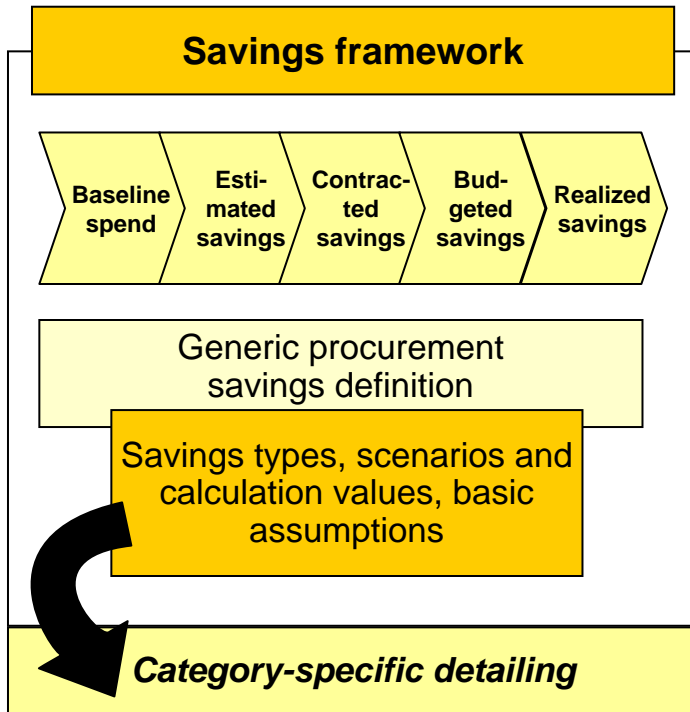 Savings framework
Baseline
spend
Esti-
mated
savings
Contrac-
ted
savings
Bud-
geted
savings
Realized
savings
Generic procurement
savings definition
Savings types, scenarios and
calculation values, basic
assumptions
Category-specific detailing